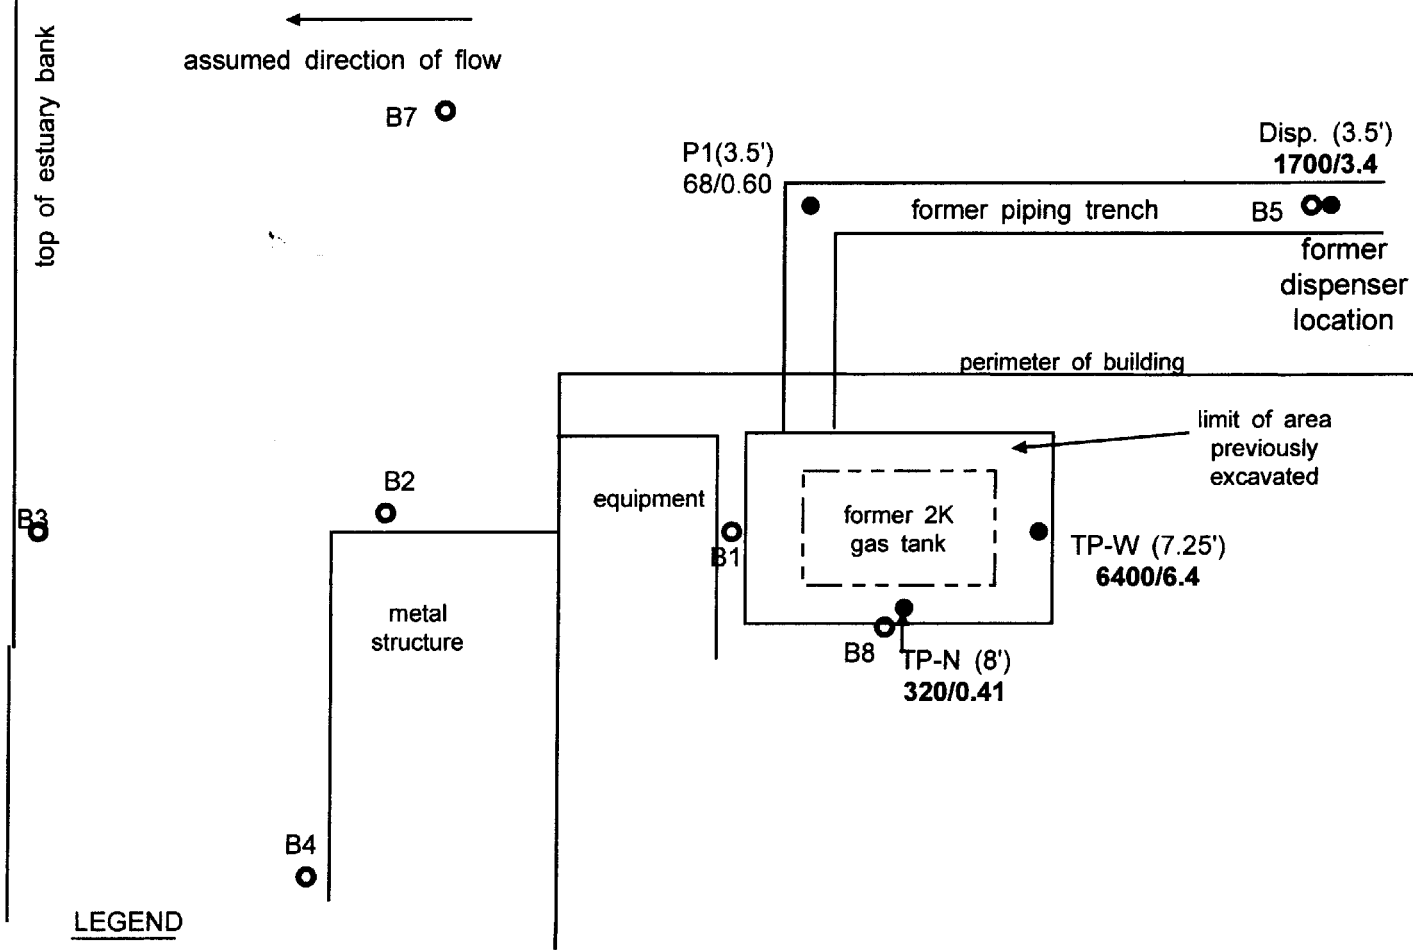 top of estuary bank
assumed direction of flow
B7
P1(3.5')
68/0.60
Disp. (3.5')
1700/3.4
former piping trench
B5
former
dispenser
location
perimeter of building
limit of area
previously
excavated
B2
B3
equipment
B1
former 2K
gas tank
TP-W (7.25')
6400/6.4
metal
structure
B8
TP-N (8')
320/0.41
B4
LEGEND